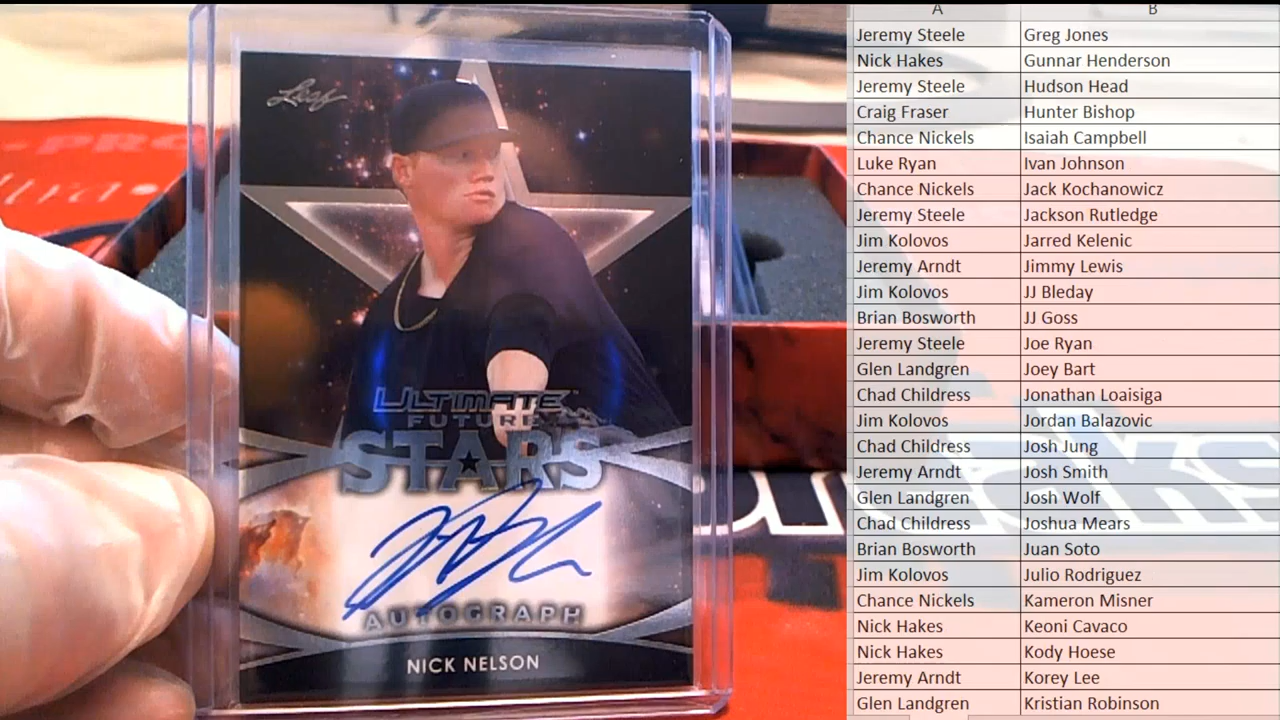 Leaf
ULTIMATE
FUTURE
STARS
AUTOGRAPH
NICK NELSON
-PRO
A B
Jeremy Steele Greg Jones
Nick Hakes Gunnar Henderson
Jeremy Steele Hudson Head
Craig Fraser Hunter Bishop
Chance Nickels Isaiah Campbell
Luke Ryan Ivan Johnson
Chance Nickels Jack Kochanowicz
Jeremy Steele Jackson Rutledge
Jim Kolovos Jarred Kelenic
Jeremy Arndt Jimmy Lewis
Jim Kolovos JJ Bleday
Brian Bosworth JJ Goss
Jeremy Steele Joe Ryan
Glen Landgren Joey Bart
Chad Childress Jonathan Loaisiga
Jim Kolovos Jordan Balazovic
Chad Childress Josh Jung
Jeremy Arndt Josh Smith
Glen Landgren Josh Wolf
Chad Childress Joshua Mears
Brian Bosworth Juan Soto
Jim Kolovos Julio Rodriguez
Chance Nickels Kameron Misner
Nick Hakes Keoni Cavaco
Nick Hakes Kody Hoese
Jeremy Arndt Korey Lee
Glen Landgren Kristian Robinson